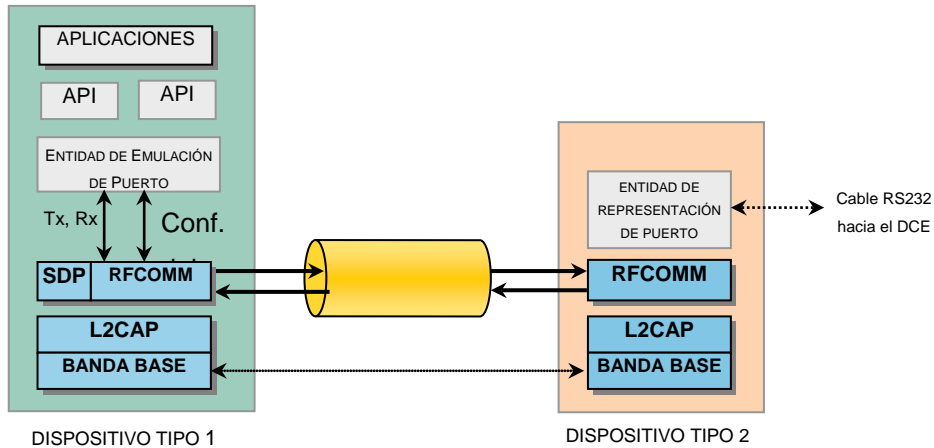 APLICACIONES
API
API
ENTIDAD DE EMULACIÓN
DE PUERTO
Tx, Rx
Conf.
SDP
RFCOMM
L2CAP
BANDA BASE
DISPOSITIVO TIPO 1
ENTIDAD DE
REPRESENTACIÓN
DE PUERTO
Cable RS232
hacia el DCE
RFCOMM
L2CAP
BANDA BASE
DISPOSITIVO TIPO 2